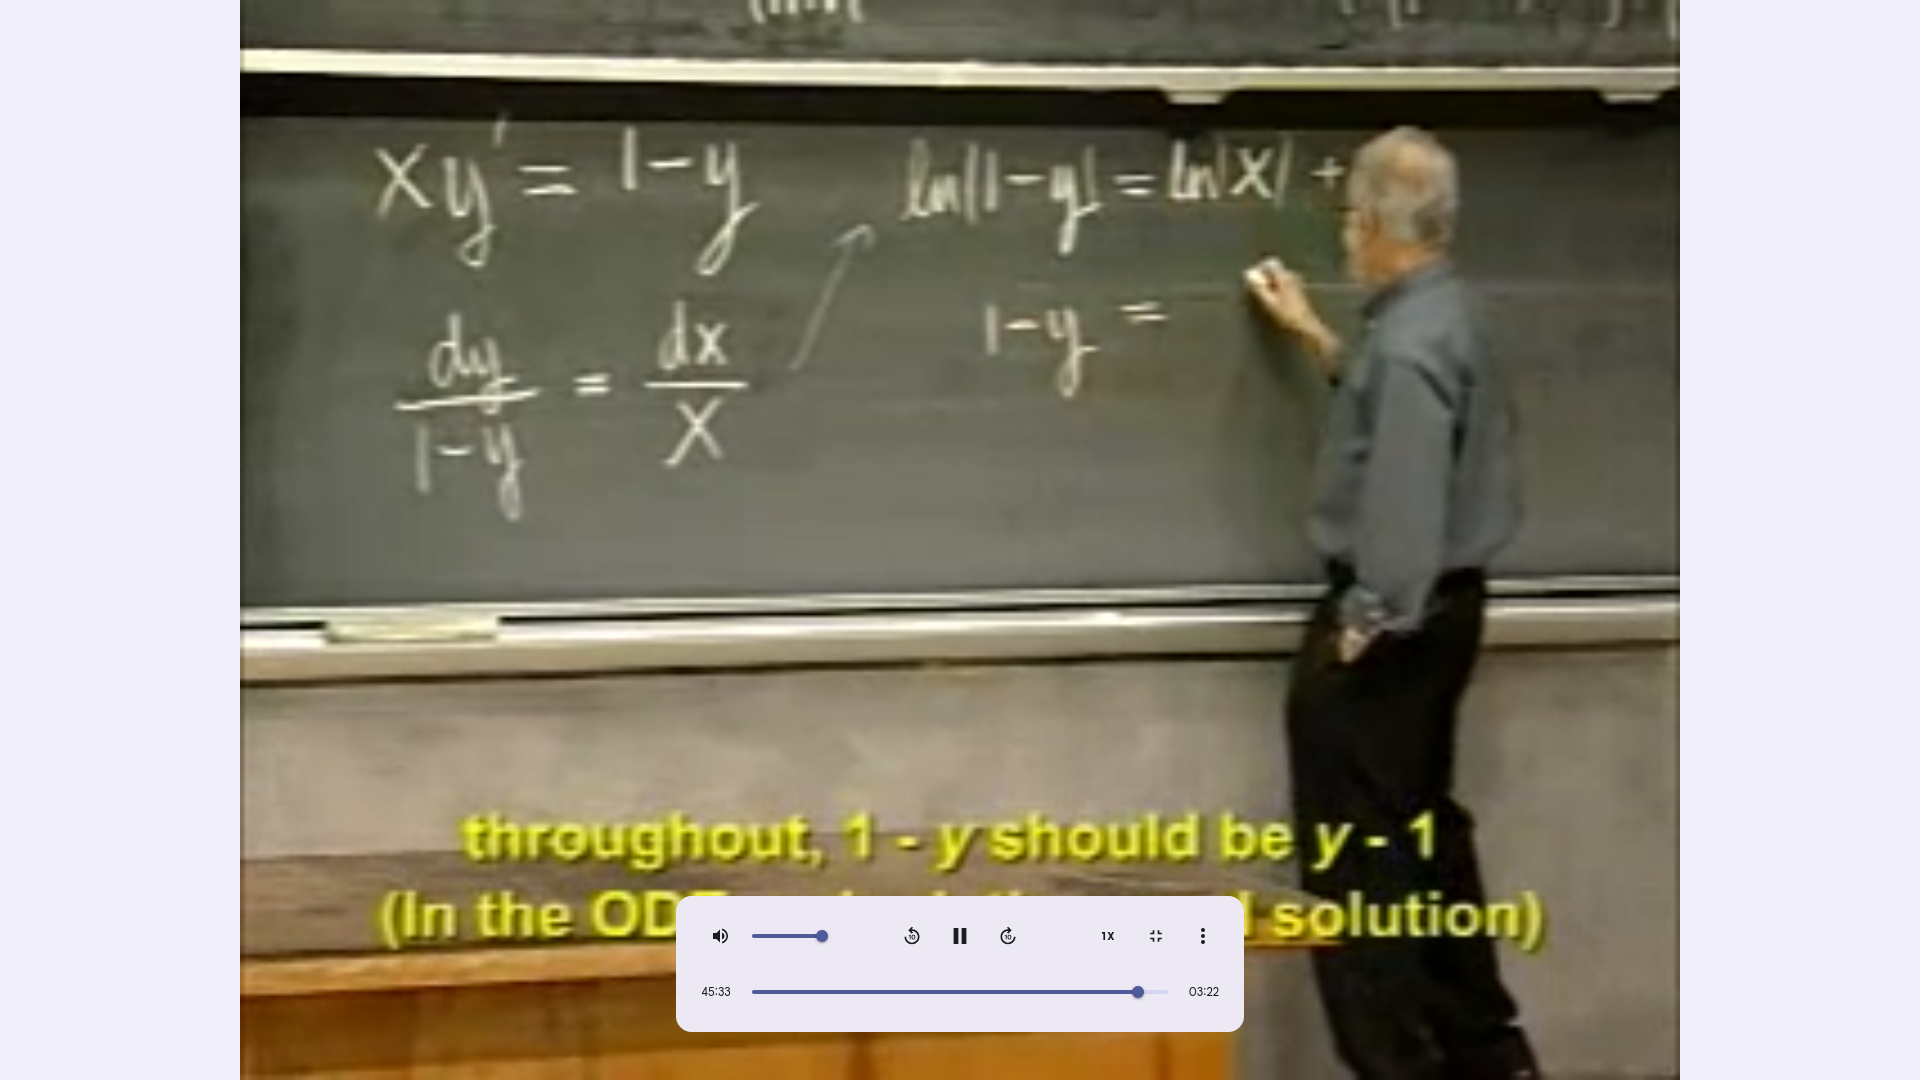 xy' = 1-y
dy/1-y = dx/x
ln|1-y| = ln|x| +
1-y =
throughout, 1 - y should be y - 1
(In the solution)
1X
45:33
03:22